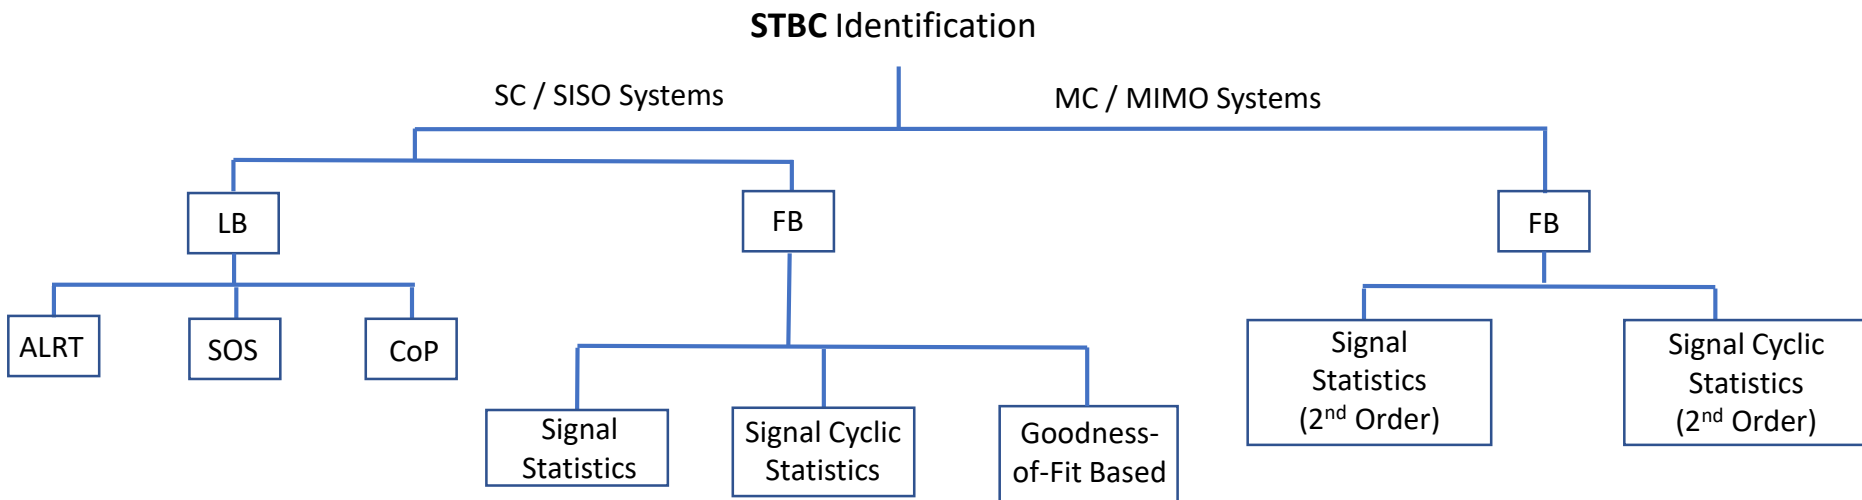 STBC Identification
SC / SISO Systems
MC / MIMO Systems
LB
FB
FB
ALRT
SOS
CoP
Signal
Statistics
Signal Cyclic
Statistics
Goodness-
of-Fit Based
Signal
Statistics
(2nd Order)
Signal Cyclic
Statistics
(2nd Order)